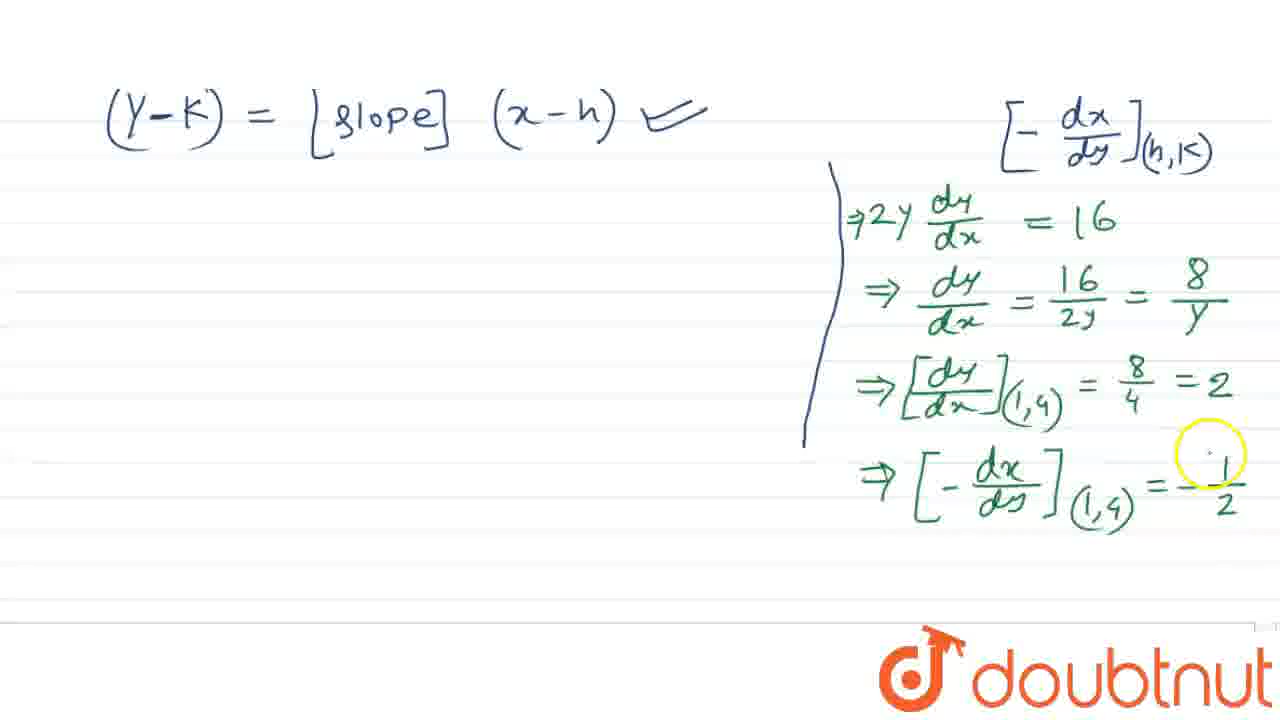 (y-k) = [slope] (x-h) ✓
[- dx/dy](h,k)
⇒ 2y dy/dx = 16
⇒ dy/dx = 16/2y = 8/y
⇒ [dy/dx](1,4) = 8/4 = 2
⇒ [- dx/dy](1,4) = - 1/2
doubtnut